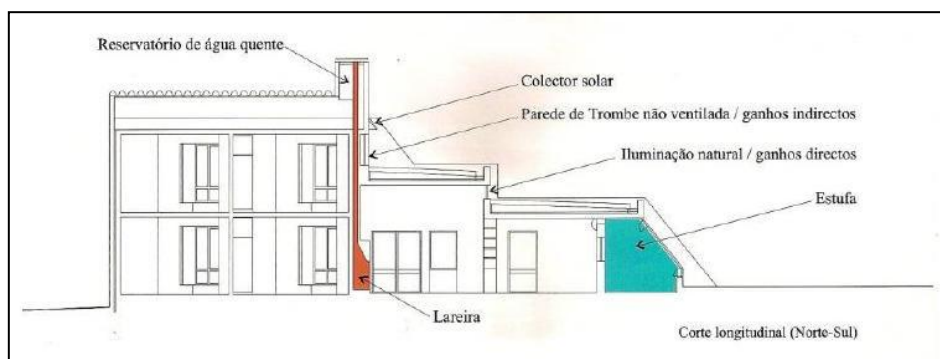 Reservatório de água quente
Colector solar
Parede de Trombe não ventilada / ganhos indirectos
Iluminação natural / ganhos directos
Estufa
Lareira
Corte longitudinal (Norte-Sul)